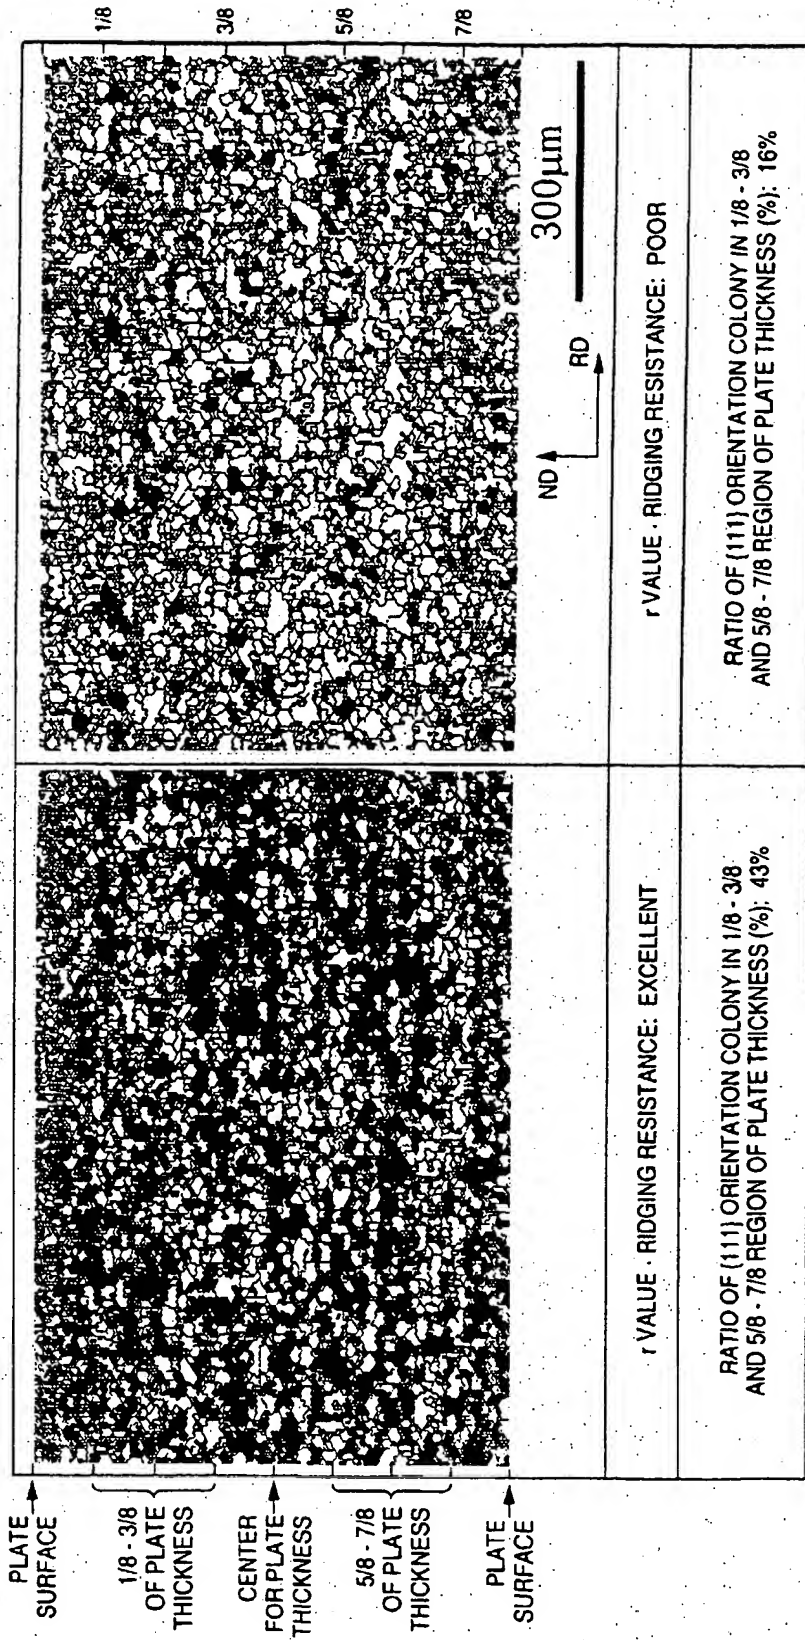 PLATE
SURFACE
1/8 - 3/8
OF PLATE
THICKNESS
CENTER
FOR PLATE
THICKNESS
5/8 - 7/8
OF PLATE
THICKNESS
PLATE
SURFACE
1/8
3/8
5/8
7/8
ND
RD
300μm
r VALUE · RIDGING RESISTANCE: EXCELLENT
r VALUE · RIDGING RESISTANCE: POOR
RATIO OF {111} ORIENTATION COLONY IN 1/8 - 3/8
AND 5/8 - 7/8 REGION OF PLATE THICKNESS (%): 43%
RATIO OF {111} ORIENTATION COLONY IN 1/8 - 3/8
AND 5/8 - 7/8 REGION OF PLATE THICKNESS (%): 16%